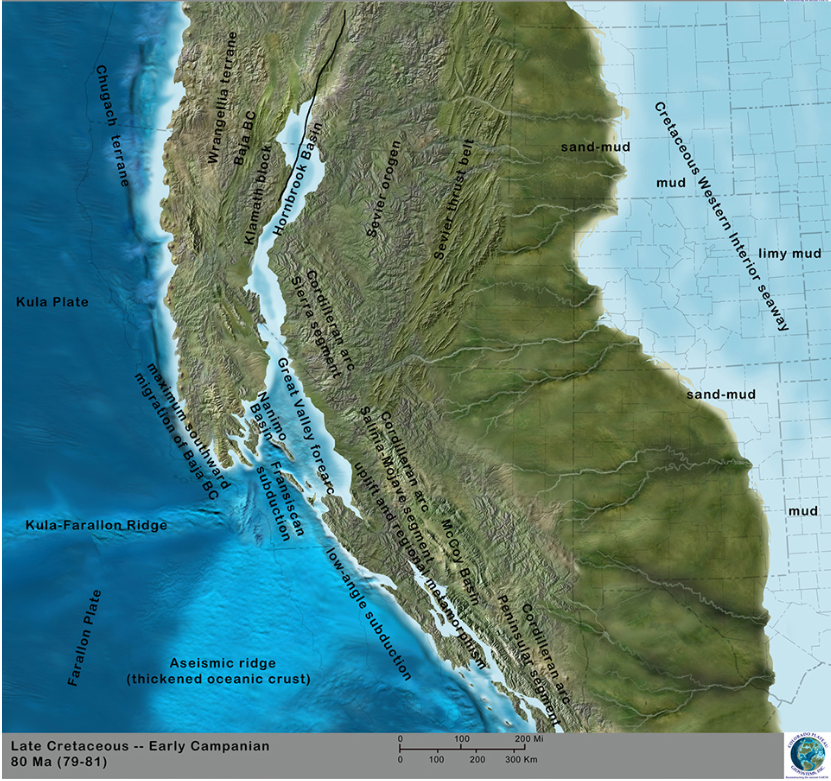 Chugach terrane
Wrangellia terrane
Baja BC
Klamath block
Hornbrook Basin
Sevier orogen
Sevier thrust belt
sand-mud
mud
Cretaceous Western Interior seaway
limy mud
Kula Plate
Cordilleran arc
Sierra segment
maximum southward
migration of Baja BC
Great Valley forearc
Nanimo
Basin
sand-mud
Cordilleran arc
Salinia-Mojave segment
uplift and regional metamorphism
Fransiscan
subduction
mud
Kula-Farallon Ridge
McCoy Basin
low-angle subduction
Farallon Plate
Cordilleran arc
Peninsular segment
Aseismic ridge
(thickened oceanic crust)
Late Cretaceous -- Early Campanian
80 Ma (79-81)
0 100 200 Mi
0 100 200 300 Km